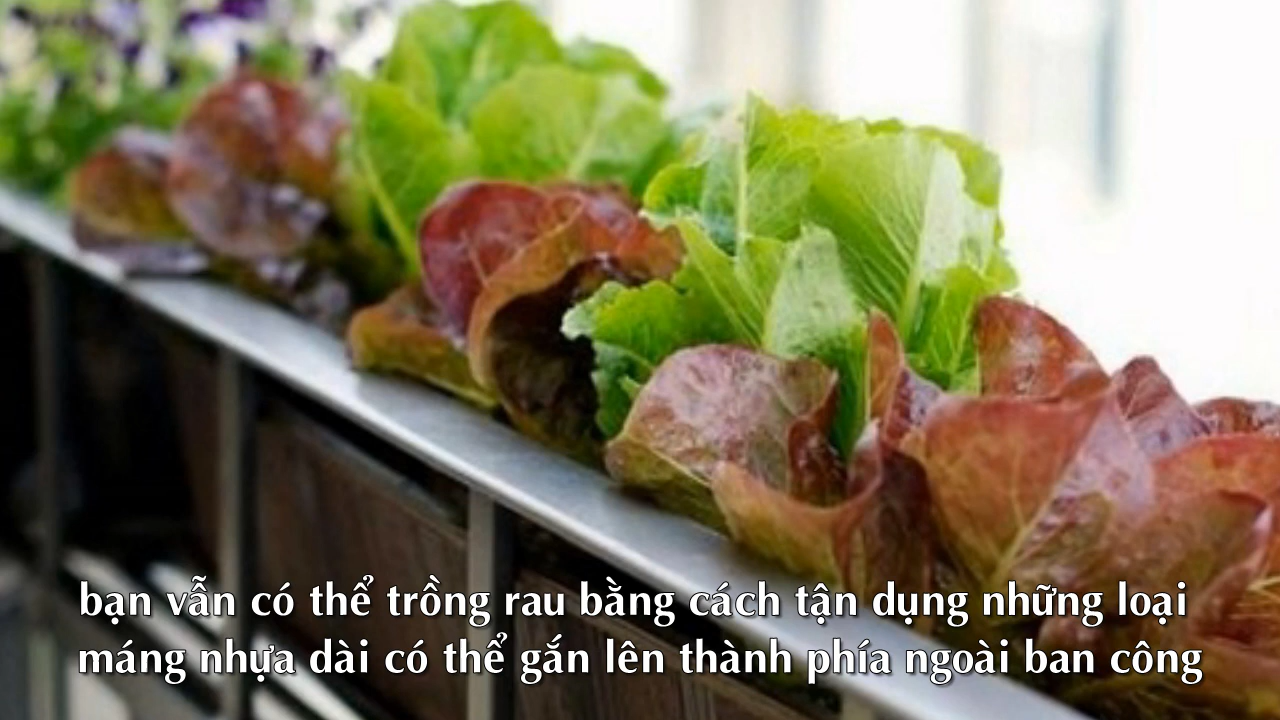 bạn vẫn có thể trồng rau bằng cách tận dụng những loại
máng nhựa dài có thể gắn lên thành phía ngoài ban công